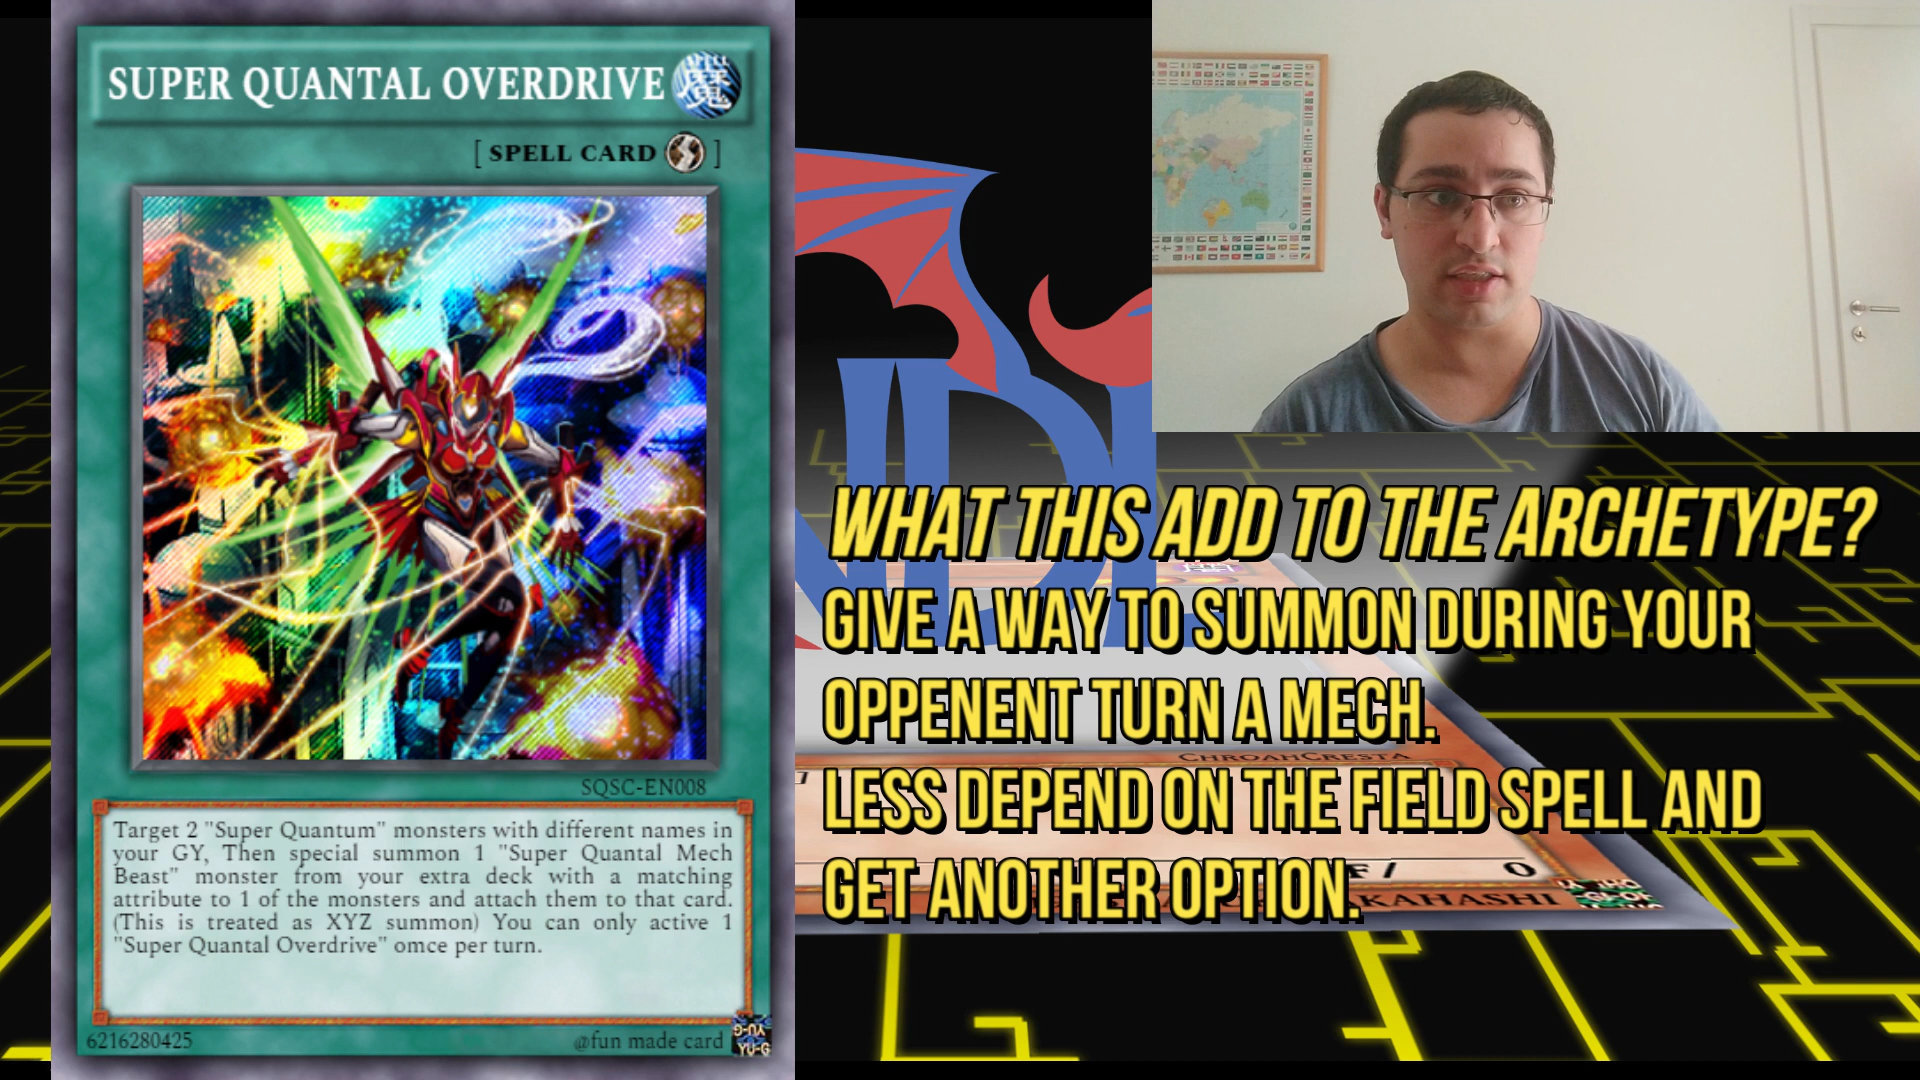 SUPER QUANTAL OVERDRIVE
[ SPELL CARD ]
SQSC-EN008
Target 2 "Super Quantum" monsters with different names in
your GY, Then special summon 1 "Super Quantal Mech
Beast" monster from your extra deck with a matching
attribute to 1 of the monsters and attach them to that card.
(This is treated as XYZ summon) You can only active 1
"Super Quantal Overdrive" omce per turn.
6216280425
@fun made card
WHAT THIS ADD TO THE ARCHETYPE?
GIVE A WAY TO SUMMON DURING YOUR
OPPENENT TURN A MECH.
CHROAHCRESTA
LESS DEPEND ON THE FIELD SPELL AND
GET ANOTHER OPTION.
F/ 0
AKAHASHI